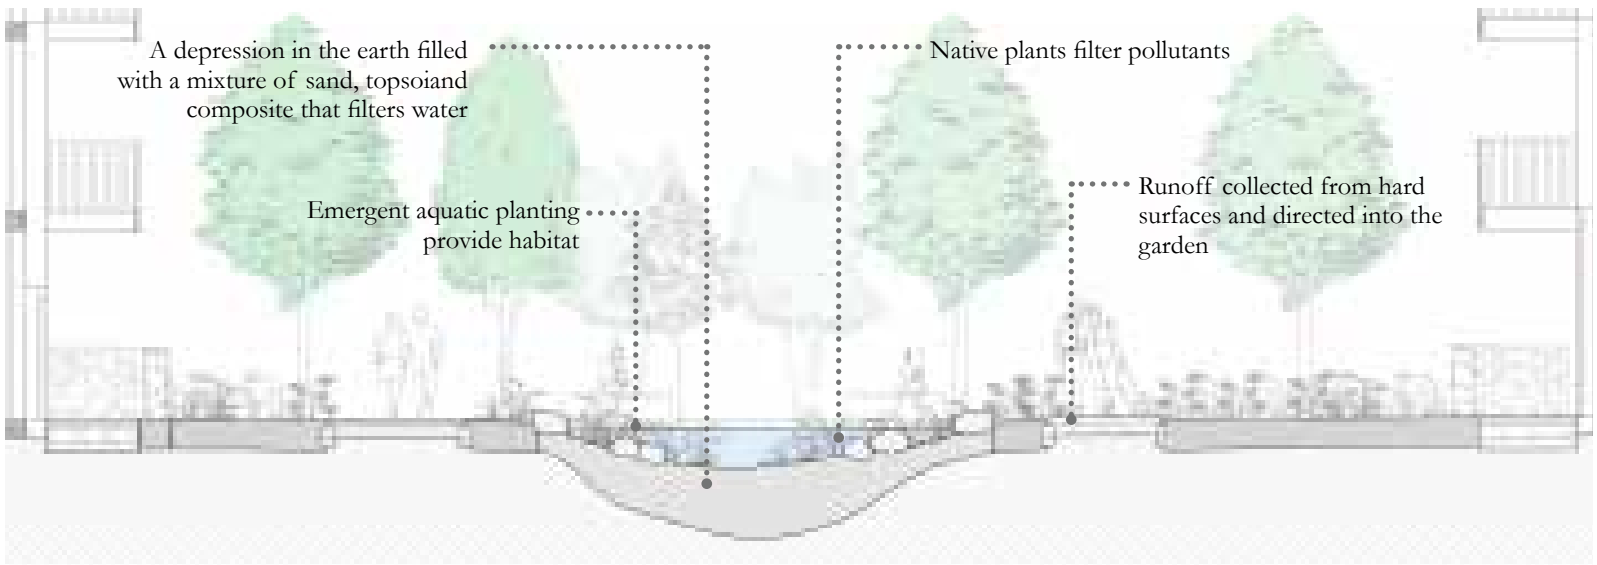 A depression in the earth filled
with a mixture of sand, topsoiand
composite that filters water
Native plants filter pollutants
Emergent aquatic planting
provide habitat
Runoff collected from hard
surfaces and directed into the
garden